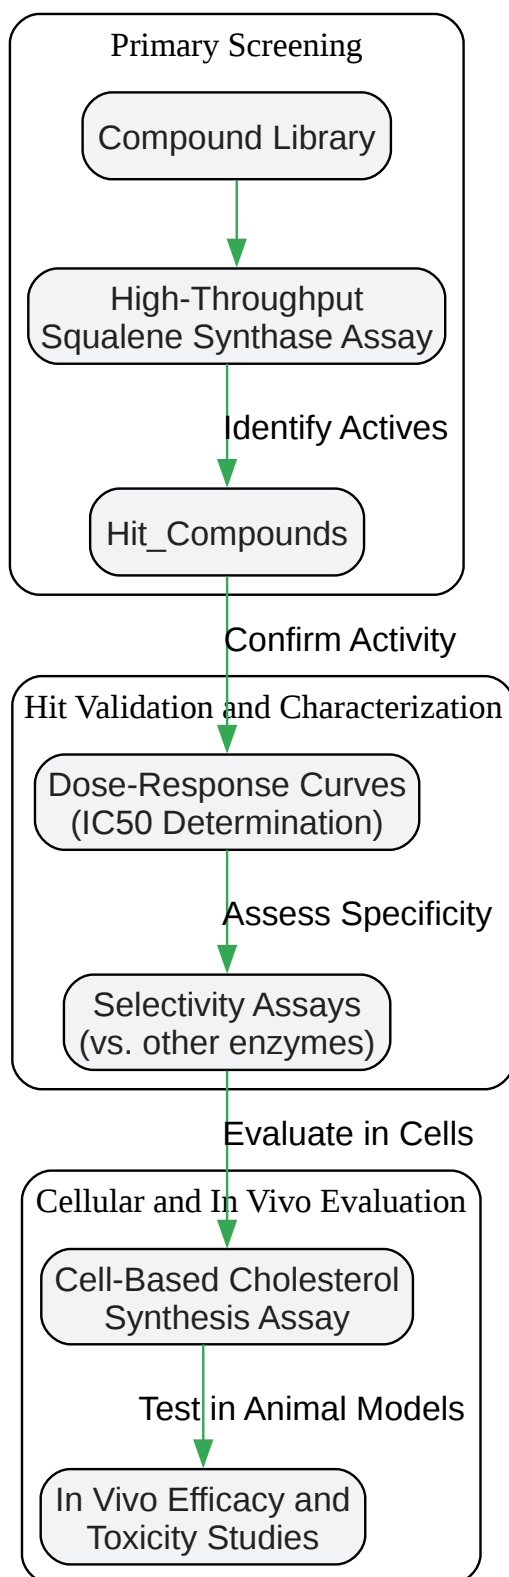 Primary Screening
Compound Library
High-Throughput
Squalene Synthase Assay
Identify Actives
Hit_Compounds
Confirm Activity
Hit Validation and Characterization
Dose-Response Curves
(IC50 Determination)
Assess Specificity
Selectivity Assays
(vs. other enzymes)
Evaluate in Cells
Cellular and In Vivo Evaluation
Cell-Based Cholesterol
Synthesis Assay
Test in Animal Models
In Vivo Efficacy and
Toxicity Studies